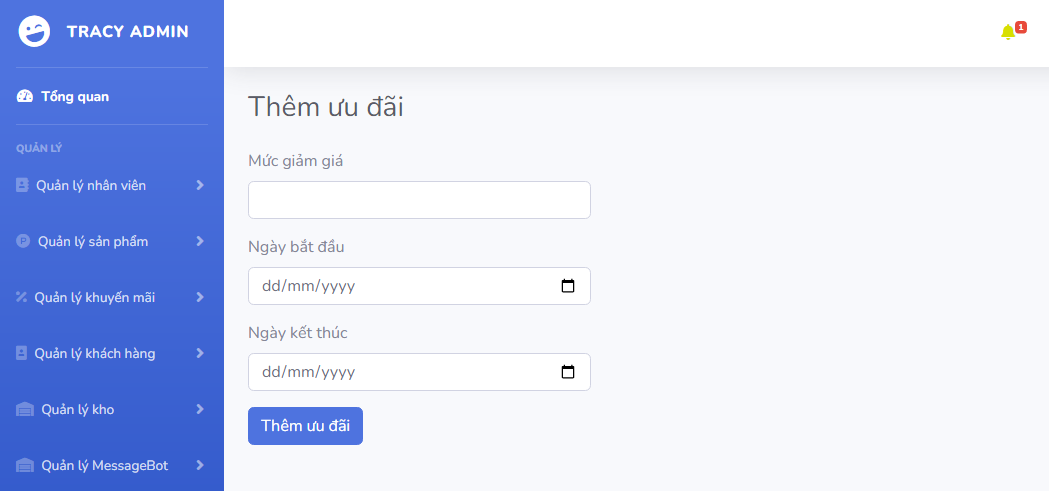 TRACY ADMIN
1
Tổng quan
QUẢN LÝ
Quản lý nhân viên
Quản lý sản phẩm
Quản lý khuyến mãi
Quản lý khách hàng
Quản lý kho
Quản lý MessageBot
Thêm ưu đãi
Mức giảm giá
Ngày bắt đầu
dd/mm/yyyy
Ngày kết thúc
dd/mm/yyyy
Thêm ưu đãi